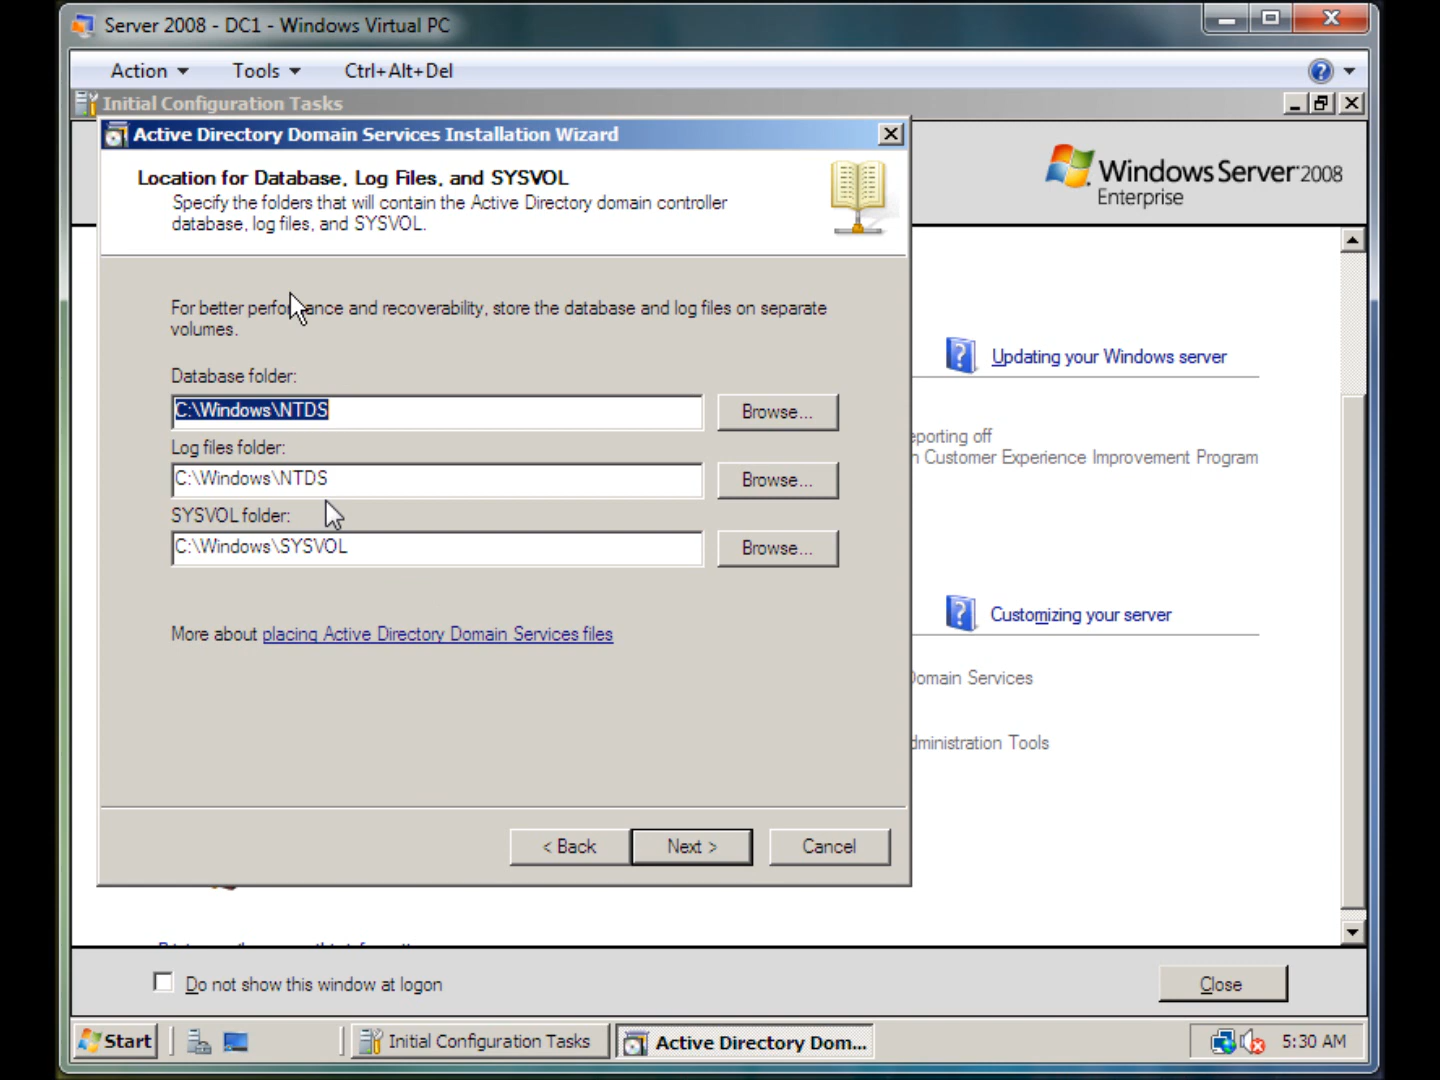 Server 2008 - DC1 - Windows Virtual PC
Action Tools Ctrl+Alt+Del
Initial Configuration Tasks
Active Directory Domain Services Installation Wizard
Location for Database, Log Files, and SYSVOL
Specify the folders that will contain the Active Directory domain controller
database, log files, and SYSVOL.
Windows Server 2008
Enterprise
For better performance and recoverability, store the database and log files on separate
volumes.
Database folder:
C:\Windows\NTDS Browse...
Log files folder:
C:\Windows\NTDS Browse...
SYSVOL folder:
C:\Windows\SYSVOL Browse...
More about placing Active Directory Domain Services files
< Back Next > Cancel
Updating your Windows server
eporting off
n Customer Experience Improvement Program
Customizing your server
Domain Services
dministration Tools
Do not show this window at logon
Close
Start Initial Configuration Tasks Active Directory Dom... 5:30 AM